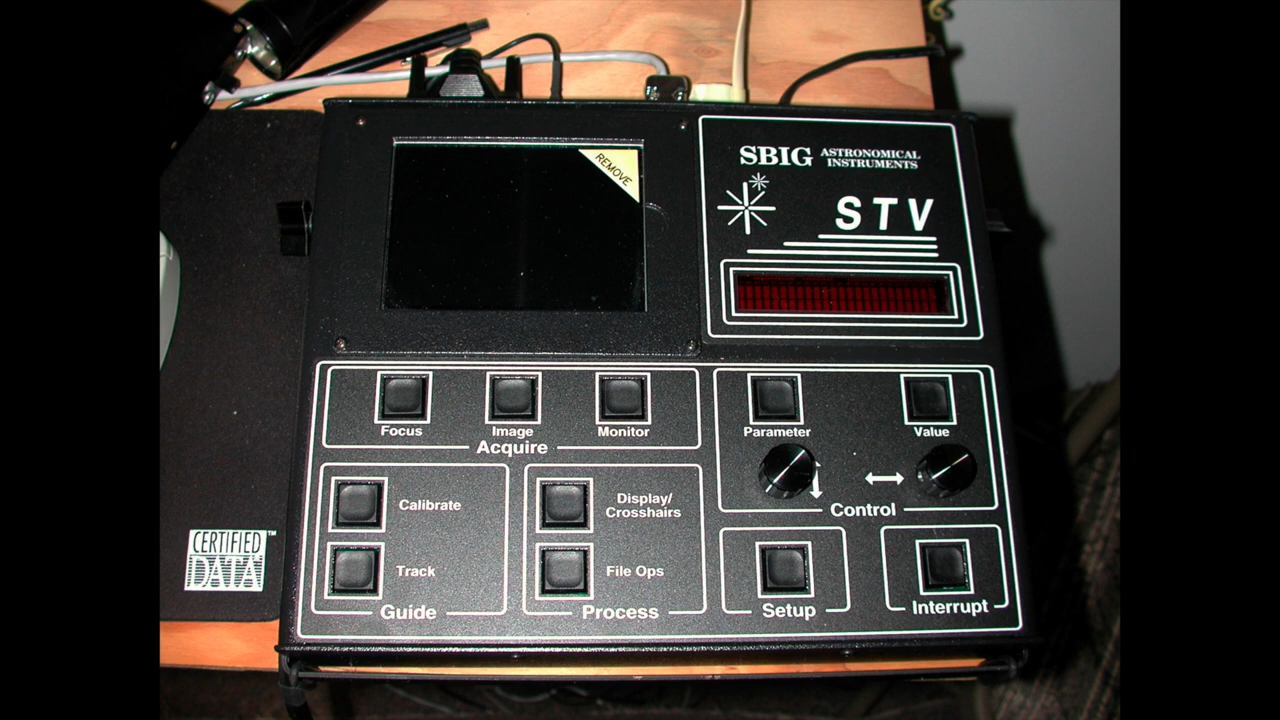 REMOVE
SBIG ASTRONOMICAL
INSTRUMENTS
STV
Focus
Image
Monitor
Acquire
Parameter
Value
Control
Calibrate
Track
Guide
Display/
Crosshairs
File Ops
Process
Setup
Interrupt
CERTIFIED
DATA™